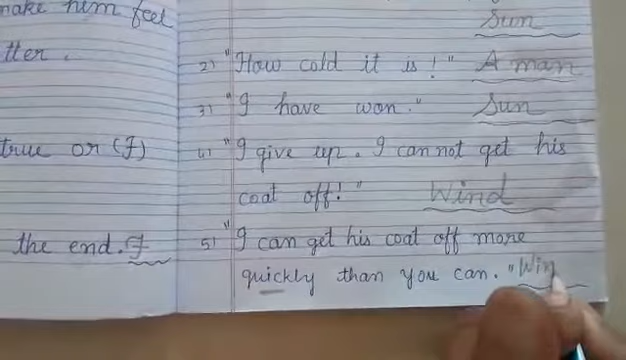 make him feel
tter.
true or (F)
the end. F
Sun
2) "How cold it is!" A man
3) "I have won." Sun
4) "I give up. I cannot get his
coat off!" Wind
5) "I can get his coat off more
quickly than you can." Win